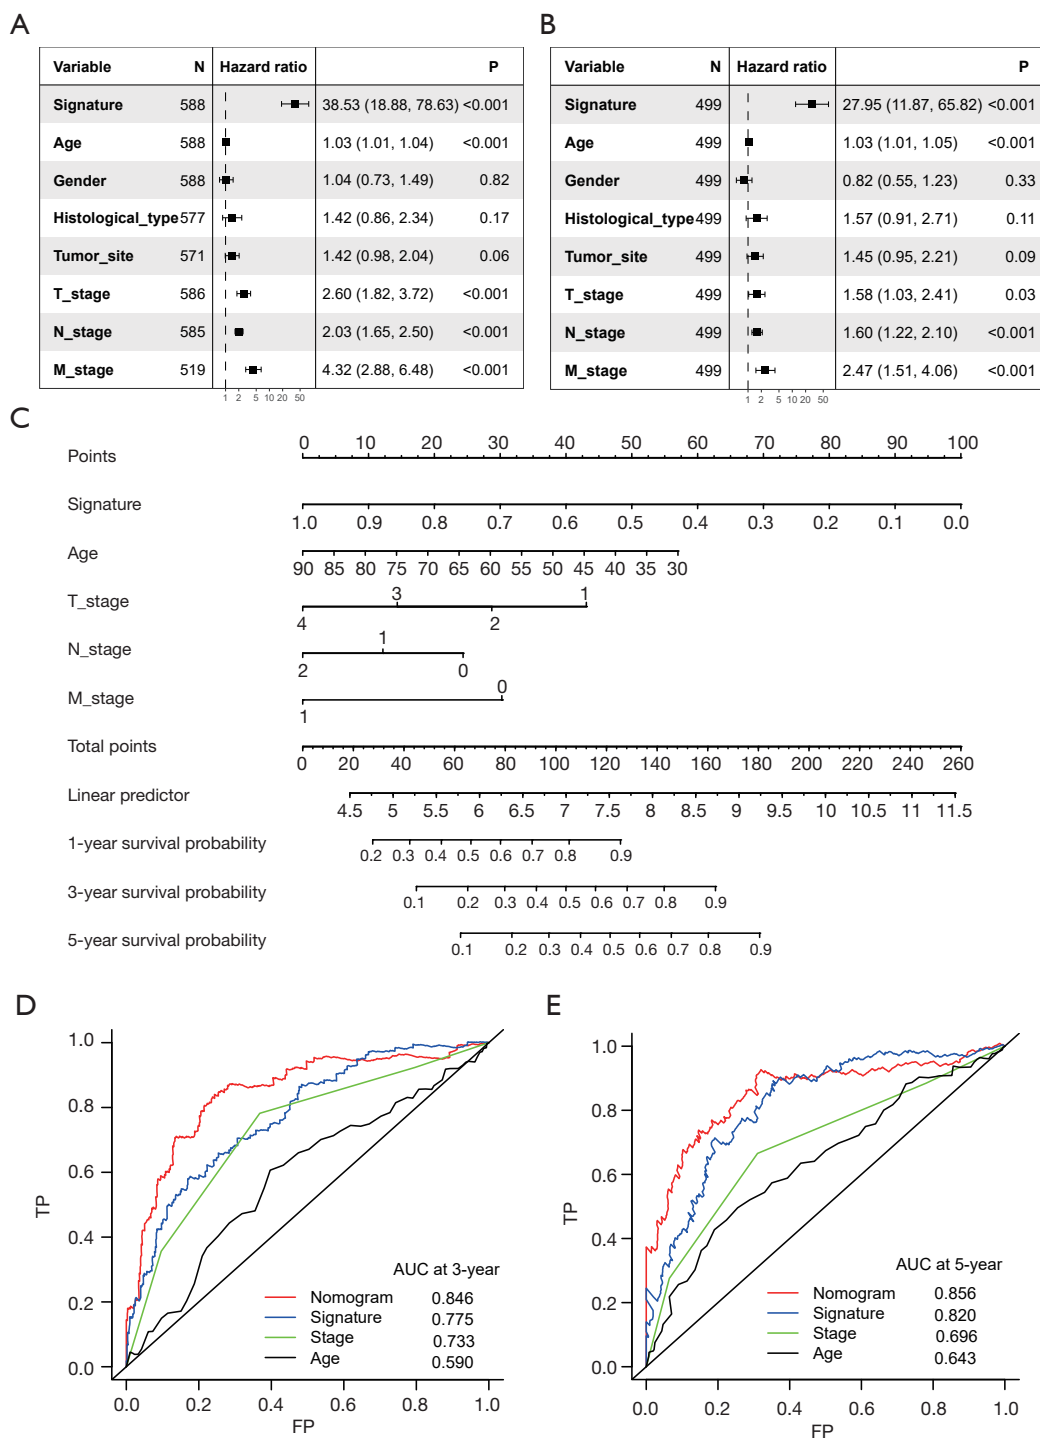 A
Variable N Hazard ratio P
Signature 588 38.53 (18.88, 78.63) <0.001
Age 588 1.03 (1.01, 1.04) <0.001
Gender 588 1.04 (0.73, 1.49) 0.82
Histological_type 577 1.42 (0.86, 2.34) 0.17
Tumor_site 571 1.42 (0.98, 2.04) 0.06
T_stage 586 2.60 (1.82, 3.72) <0.001
N_stage 585 2.03 (1.65, 2.50) <0.001
M_stage 519 4.32 (2.88, 6.48) <0.001
1 2 5 10 20 50
B
Variable N Hazard ratio P
Signature 499 27.95 (11.87, 65.82) <0.001
Age 499 1.03 (1.01, 1.05) <0.001
Gender 499 0.82 (0.55, 1.23) 0.33
Histological_type 499 1.57 (0.91, 2.71) 0.11
Tumor_site 499 1.45 (0.95, 2.21) 0.09
T_stage 499 1.58 (1.03, 2.41) 0.03
N_stage 499 1.60 (1.22, 2.10) <0.001
M_stage 499 2.47 (1.51, 4.06) <0.001
1 2 5 10 20 50
C
Points 0 10 20 30 40 50 60 70 80 90 100
Signature 1.0 0.9 0.8 0.7 0.6 0.5 0.4 0.3 0.2 0.1 0.0
Age 90 85 80 75 70 65 60 55 50 45 40 35 30
3 1
T_stage
4 2
1
N_stage
2 0
0
M_stage
1
Total points 0 20 40 60 80 100 120 140 160 180 200 220 240 260
Linear predictor 4.5 5 5.5 6 6.5 7 7.5 8 8.5 9 9.5 10 10.5 11 11.5
1-year survival probability 0.2 0.3 0.4 0.5 0.6 0.7 0.8 0.9
3-year survival probability 0.1 0.2 0.3 0.4 0.5 0.6 0.7 0.8 0.9
5-year survival probability 0.1 0.2 0.3 0.4 0.5 0.6 0.7 0.8 0.9
D
1.0
0.8
0.6
0.4
0.2
0.0
TP
AUC at 3-year
Nomogram 0.846
Signature 0.775
Stage 0.733
Age 0.590
0.0 0.2 0.4 0.6 0.8 1.0
FP
E
1.0
0.8
0.6
0.4
0.2
0.0
TP
AUC at 5-year
Nomogram 0.856
Signature 0.820
Stage 0.696
Age 0.643
0.0 0.2 0.4 0.6 0.8 1.0
FP